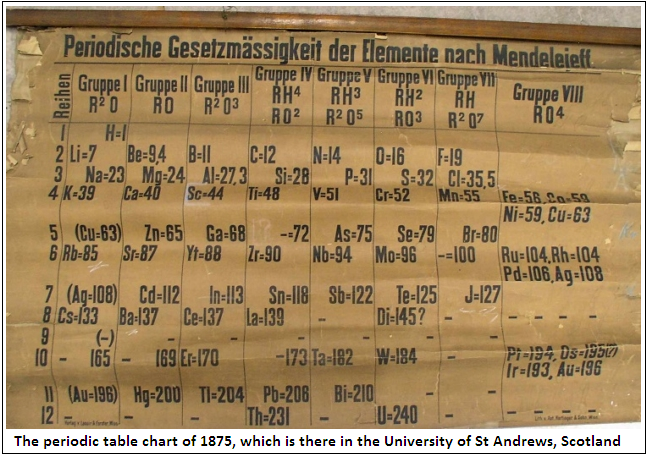 Periodische Gesetzmässigkeit der Elemente nach Mendelejeff.
Reihen Gruppe I Gruppe II Gruppe III Gruppe IV Gruppe V Gruppe VI Gruppe VII Gruppe VIII
RH⁴ RH³ RH² RH
R²O RO R²O³ RO² R²O⁵ RO³ R²O⁷ RO⁴
1 H=1
2 Li=7 Be=9,4 B=11 C=12 N=14 O=16 F=19
3 Na=23 Mg=24 Al=27,3 Si=28 P=31 S=32 Cl=35,5
4 K=39 Ca=40 Sc=44 Ti=48 V=51 Cr=52 Mn=55 Fe=56, Co=59
Ni=59, Cu=63
5 (Cu=63) Zn=65 Ga=68 -=72 As=75 Se=79 Br=80
6 Rb=85 Sr=87 Yt=88 Zr=90 Nb=94 Mo=96 -=100 Ru=104, Rh=104
Pd=106, Ag=108
7 (Ag=108) Cd=112 In=113 Sn=118 Sb=122 Te=125 J=127
8 Cs=133 Ba=137 Ce=137 La=139 - Di=145? - - - - -
9 (-) - - - - - -
10 - 165 - 169 Er=170 -173 Ta=182 W=184 - Pt=194, Os=195(?)
Ir=193, Au=196
11 (Au=196) Hg=200 Tl=204 Pb=206 Bi=210 - -
12 - - - Th=231 - U=240 - - - - -
The periodic table chart of 1875, which is there in the University of St Andrews, Scotland